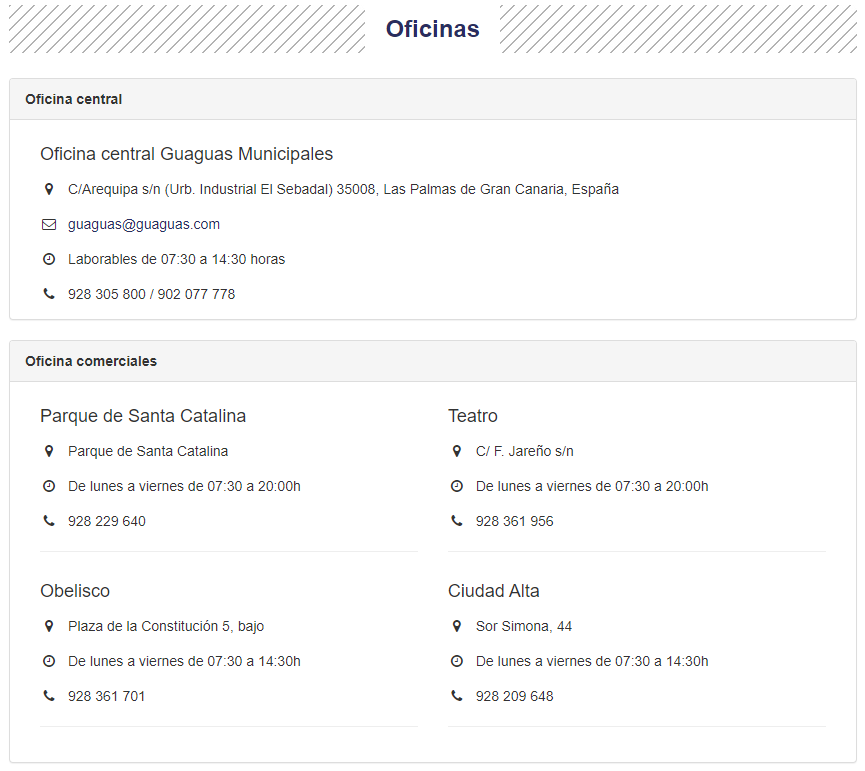 Oficinas
Oficina central
Oficina central Guaguas Municipales
C/Arequipa s/n (Urb. Industrial El Sebadal) 35008, Las Palmas de Gran Canaria, España
guaguas@guaguas.com
Laborables de 07:30 a 14:30 horas
928 305 800 / 902 077 778
Oficina comerciales
Parque de Santa Catalina
Parque de Santa Catalina
De lunes a viernes de 07:30 a 20:00h
928 229 640
Teatro
C/ F. Jareño s/n
De lunes a viernes de 07:30 a 20:00h
928 361 956
Obelisco
Plaza de la Constitución 5, bajo
De lunes a viernes de 07:30 a 14:30h
928 361 701
Ciudad Alta
Sor Simona, 44
De lunes a viernes de 07:30 a 14:30h
928 209 648